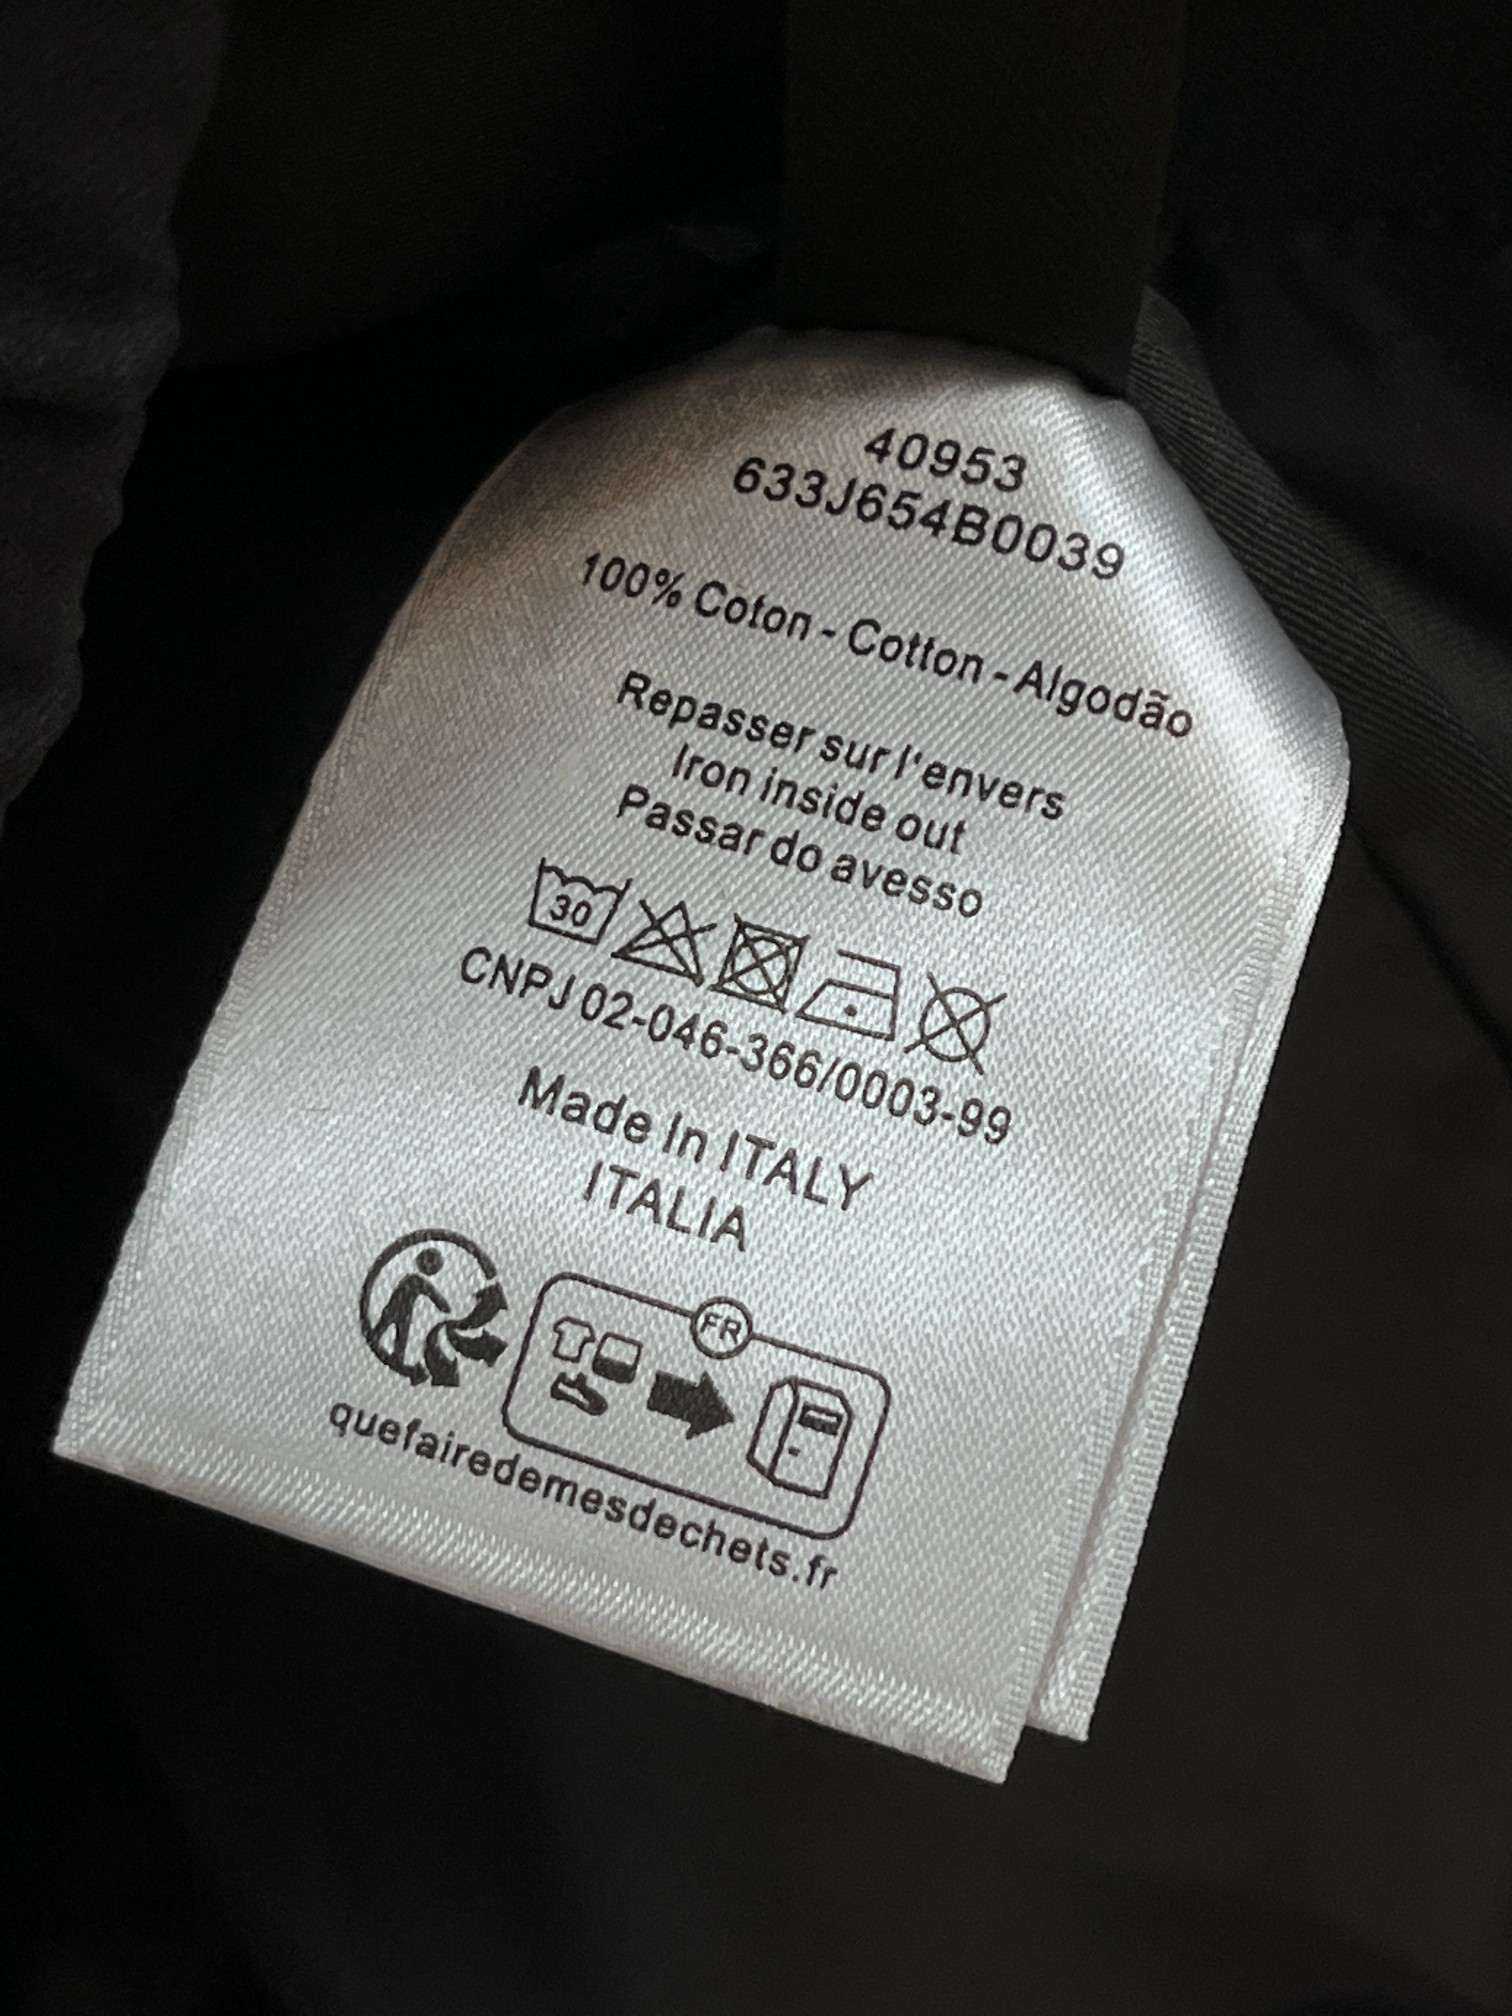 40953
633J654B0039
100% Coton - Cotton - Algodão
Repasser sur l'envers
Iron inside out
Passar do avesso
30
CNPJ 02-046-366/0003-99
Made In ITALY
ITALIA
FR
quefairedemesdechets.fr